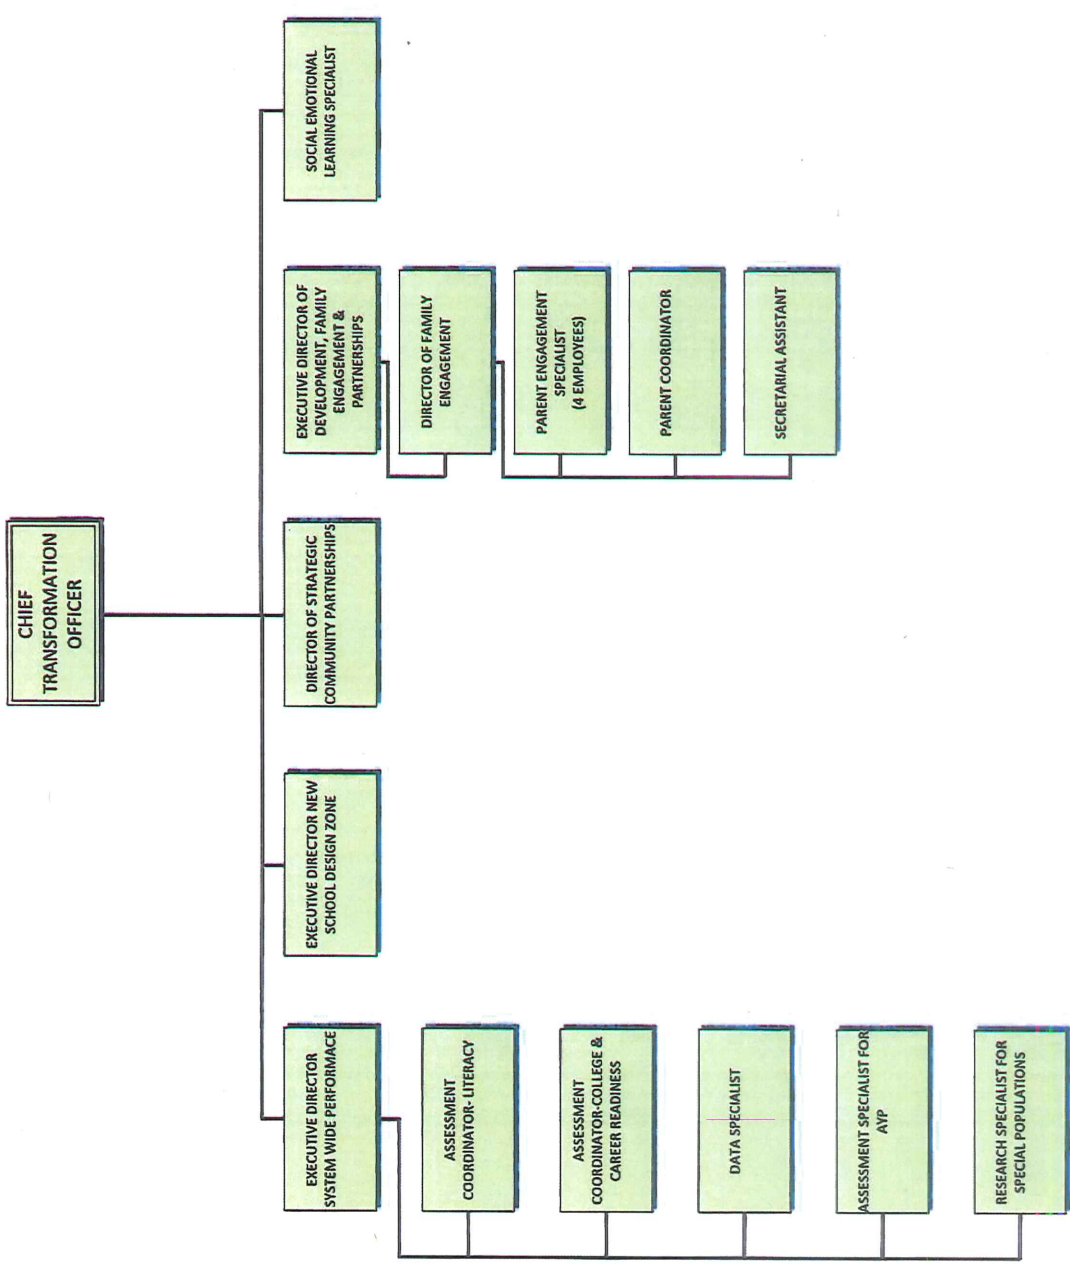 CHIEF
TRANSFORMATION
OFFICER
EXECUTIVE DIRECTOR
SYSTEM WIDE PERFORMACE
EXECUTIVE DIRECTOR NEW
SCHOOL DESIGN ZONE
DIRECTOR OF STRATEGIC
COMMUNITY PARTNERSHIPS
EXECUTIVE DIRECTOR OF
DEVELOPMENT, FAMILY
ENGAGEMENT &
PARTNERSHIPS
SOCIAL EMOTIONAL
LEARNING SPECIALIST
ASSESSMENT
COORDINATOR- LITERACY
ASSESSMENT
COORDINATOR-COLLEGE &
CAREER READINESS
DATA SPECIALIST
ASSESSMENT SPECIALIST FOR
AYP
RESEARCH SPECIALIST FOR
SPECIAL POPULATIONS
DIRECTOR OF FAMILY
ENGAGEMENT
PARENT ENGAGEMENT
SPECIALIST
(4 EMPLOYEES)
PARENT COORDINATOR
SECRETARIAL ASSISTANT